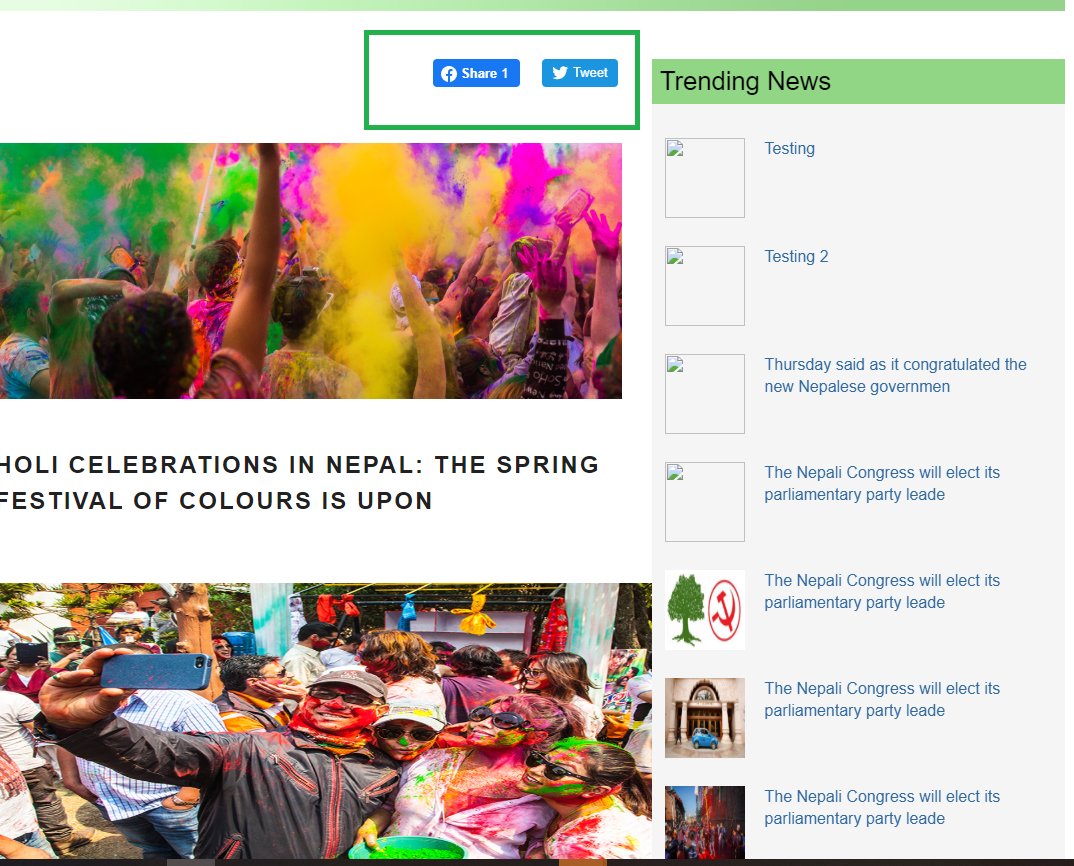 Share 1
Tweet
Trending News
Testing
Testing 2
Thursday said as it congratulated the
new Nepalese governmen
The Nepali Congress will elect its
parliamentary party leade
The Nepali Congress will elect its
parliamentary party leade
The Nepali Congress will elect its
parliamentary party leade
The Nepali Congress will elect its
parliamentary party leade
HOLI CELEBRATIONS IN NEPAL: THE SPRING
FESTIVAL OF COLOURS IS UPON